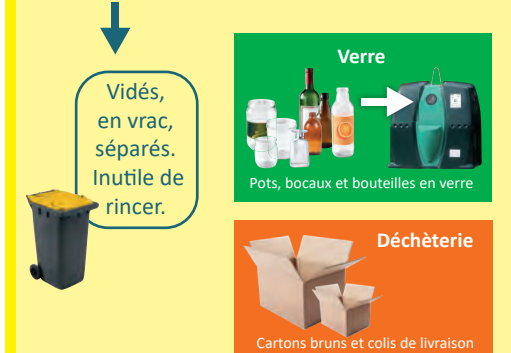 Vidés,
en vrac,
séparés.
Inutile de
rincer.
Verre
Pots, bocaux et bouteilles en verre
Déchèterie
Cartons bruns et colis de livraison